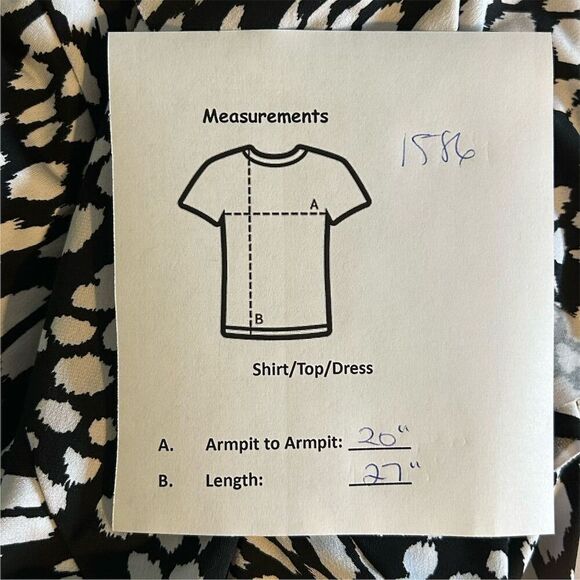 Measurements
1586
A
B
Shirt/Top/Dress
A. Armpit to Armpit: 20"
B. Length: 27"